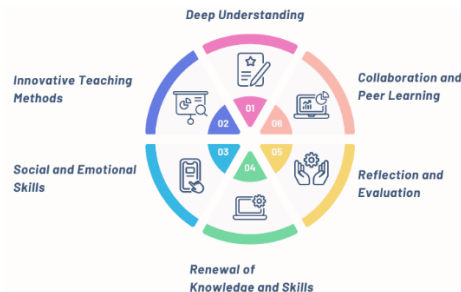 Deep Understanding
Innovative Teaching
Methods
Collaboration and
Peer Learning
01
02
06
03
05
04
Social and Emotional
Skills
Reflection and
Evaluation
Renewal of
Knowledge and Skills